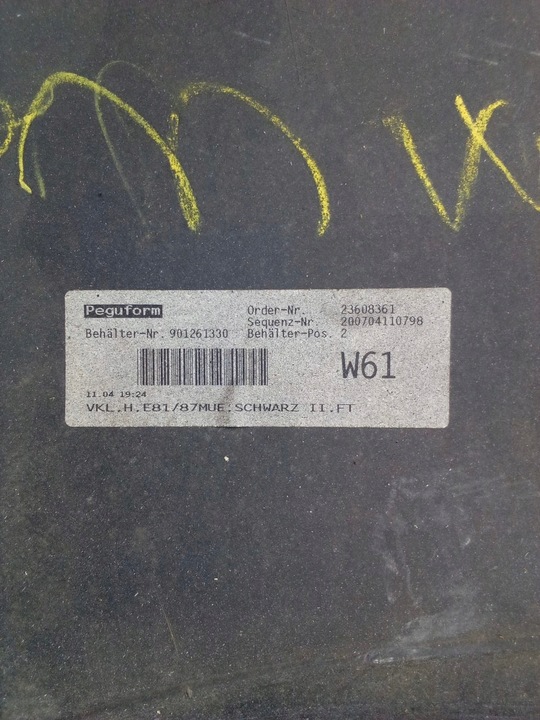 Peguform
Order-Nr. 23608361
Sequenz-Nr 200704110798
Behälter-Nr. 901261330 Behälter-Pos. 2
W61
11.04 19:24
VKL.H.E81/87MUE.SCHWARZ II.FT